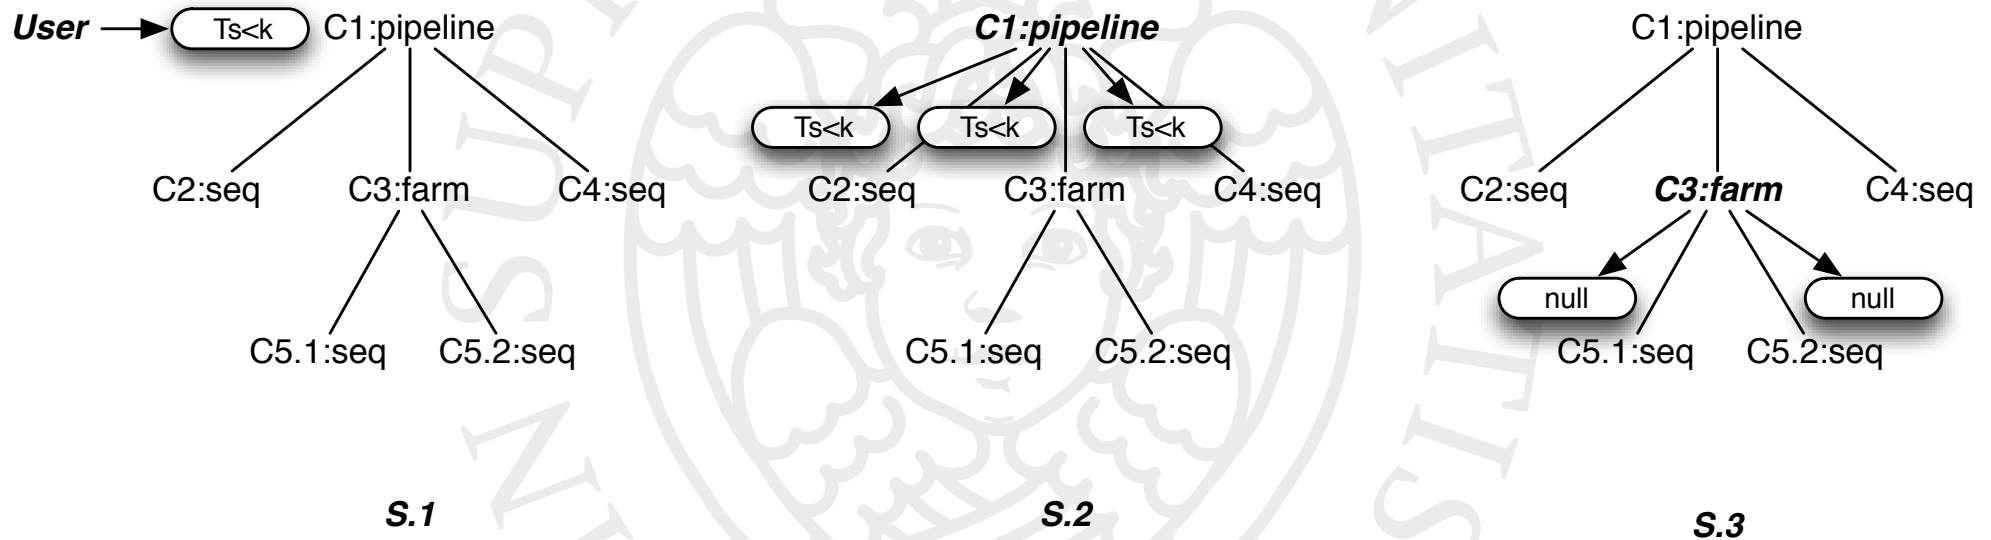 User Ts<k C1:pipeline
C2:seq C3:farm C4:seq
C5.1:seq C5.2:seq
S.1
C1:pipeline
Ts<k Ts<k Ts<k
C2:seq C3:farm C4:seq
C5.1:seq C5.2:seq
S.2
C1:pipeline
C2:seq C3:farm C4:seq
null null
C5.1:seq C5.2:seq
S.3